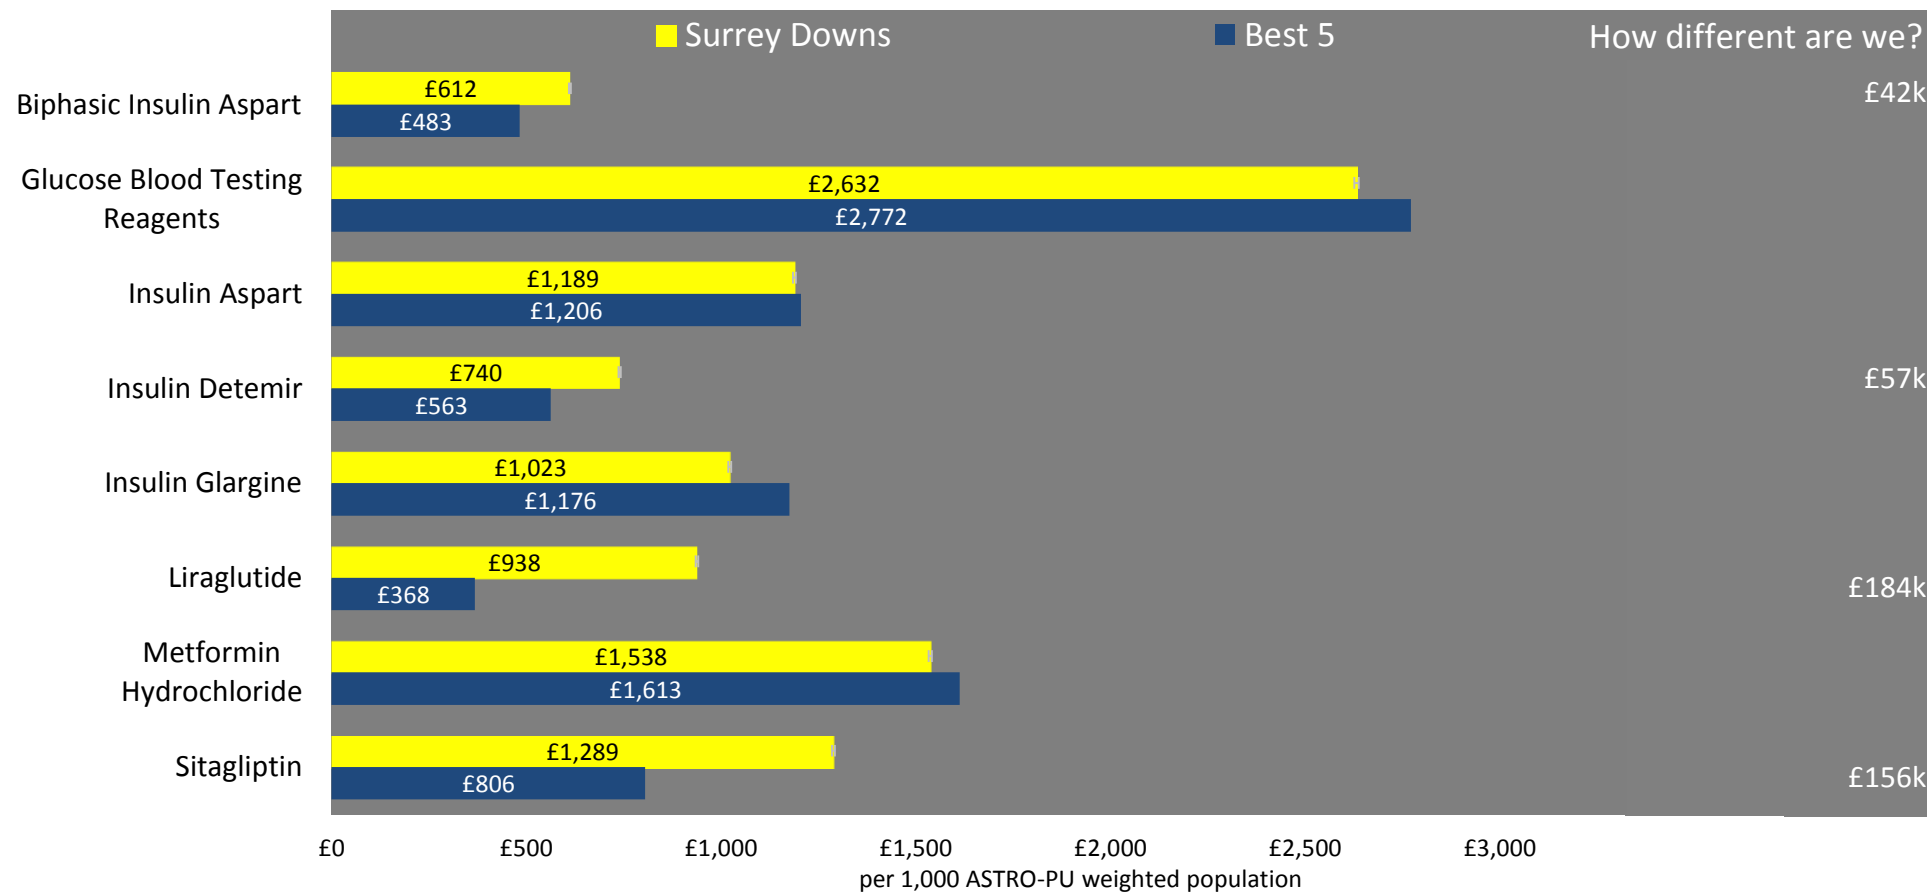 Surrey Downs
Best 5
How different are we?
Biphasic Insulin Aspart
£612
£483
£42k
Glucose Blood Testing
Reagents
£2,632
£2,772
Insulin Aspart
£1,189
£1,206
Insulin Detemir
£740
£563
£57k
Insulin Glargine
£1,023
£1,176
Liraglutide
£938
£368
£184k
Metformin
Hydrochloride
£1,538
£1,613
Sitagliptin
£1,289
£806
£156k
£0 £500 £1,000 £1,500 £2,000 £2,500 £3,000
per 1,000 ASTRO-PU weighted population